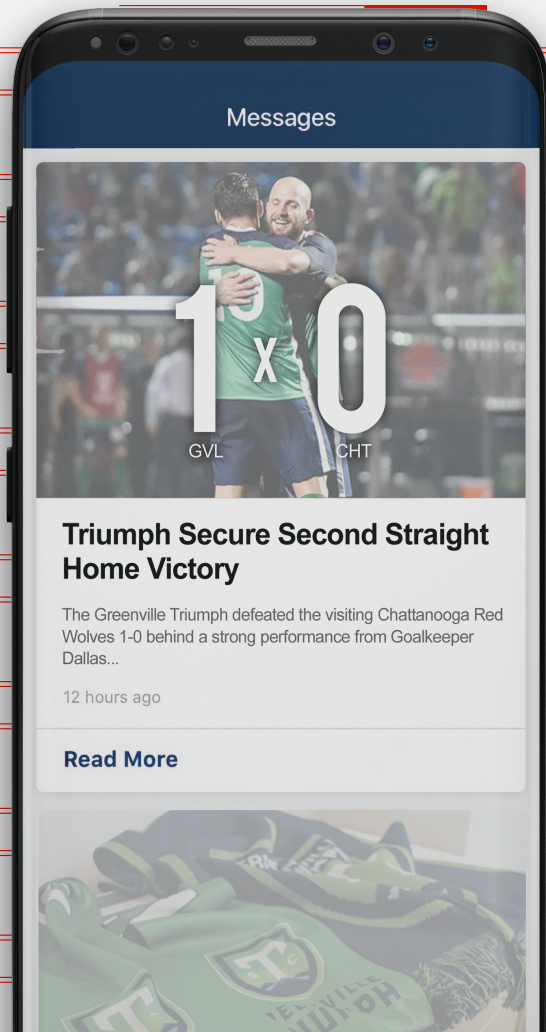 Messages
19
1 x 0
GVL CHT
Triumph Secure Second Straight
Home Victory
The Greenville Triumph defeated the visiting Chattanooga Red
Wolves 1-0 behind a strong performance from Goalkeeper
Dallas...
12 hours ago
Read More
T